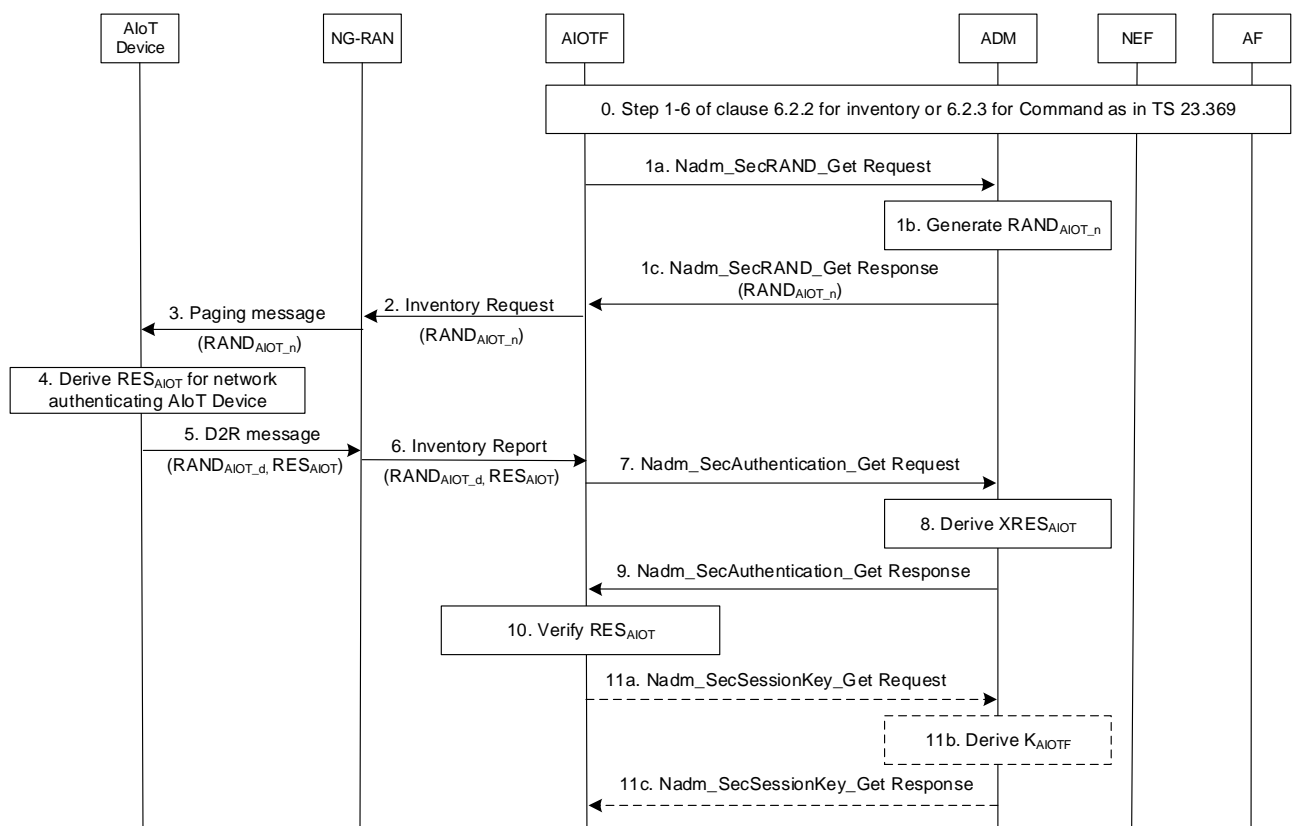 AIoT
Device
NG-RAN
AIOTF
ADM
NEF
AF
0. Step 1-6 of clause 6.2.2 for inventory or 6.2.3 for Command as in TS 23.369
1a. Nadm_SecRAND_Get Request
1b. Generate RANDAIOT_n
1c. Nadm_SecRAND_Get Response
(RANDAIOT_n)
2. Inventory Request
(RANDAIOT_n)
3. Paging message
(RANDAIOT_n)
4. Derive RESAIOT for network
authenticating AIoT Device
5. D2R message
(RANDAIOT_d, RESAIOT)
6. Inventory Report
(RANDAIOT_d, RESAIOT)
7. Nadm_SecAuthentication_Get Request
8. Derive XRESAIOT
9. Nadm_SecAuthentication_Get Response
10. Verify RESAIOT
11a. Nadm_SecSessionKey_Get Request
11b. Derive KAIOTF
11c. Nadm_SecSessionKey_Get Response